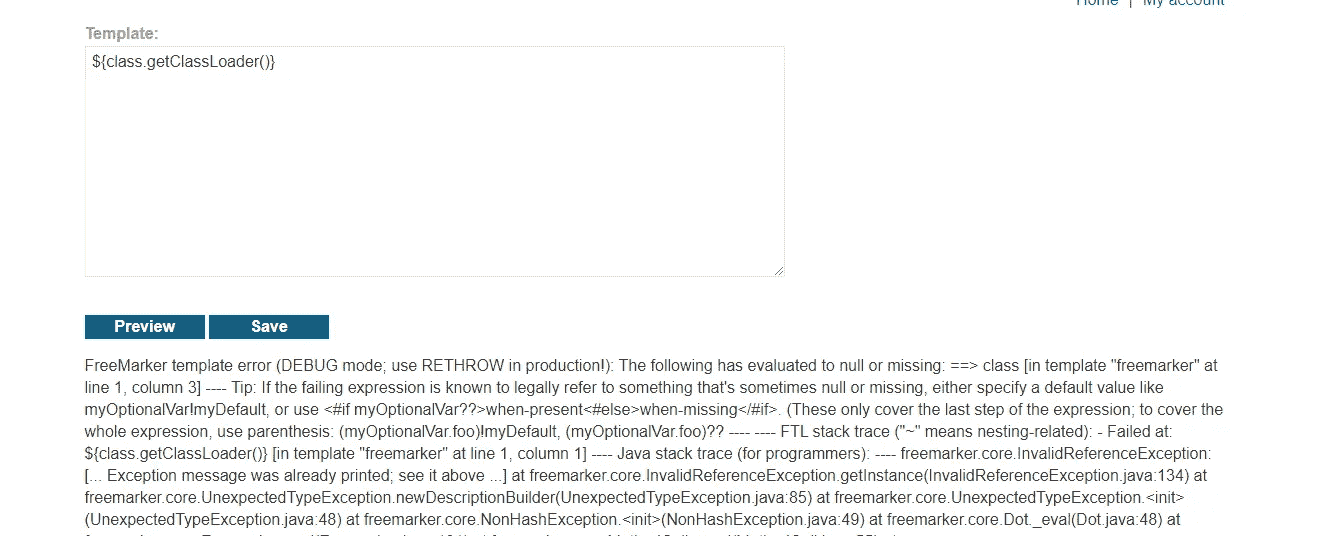 Home | My account
Template:
${class.getClassLoader()}
Preview Save
FreeMarker template error (DEBUG mode; use RETHROW in production!): The following has evaluated to null or missing: ==> class [in template "freemarker" at
line 1, column 3] ---- Tip: If the failing expression is known to legally refer to something that's sometimes null or missing, either specify a default value like
myOptionalVar!myDefault, or use <#if myOptionalVar??>when-present<#else>when-missing</#if>. (These only cover the last step of the expression; to cover the
whole expression, use parenthesis: (myOptionalVar.foo)!myDefault, (myOptionalVar.foo)?? ---- ---- FTL stack trace ("~" means nesting-related): - Failed at:
${class.getClassLoader()} [in template "freemarker" at line 1, column 1] ---- Java stack trace (for programmers): ---- freemarker.core.InvalidReferenceException:
[... Exception message was already printed; see it above ...] at freemarker.core.InvalidReferenceException.getInstance(InvalidReferenceException.java:134) at
freemarker.core.UnexpectedTypeException.newDescriptionBuilder(UnexpectedTypeException.java:85) at freemarker.core.UnexpectedTypeException.<init>
(UnexpectedTypeException.java:48) at freemarker.core.NonHashException.<init>(NonHashException.java:49) at freemarker.core.Dot._eval(Dot.java:48) at